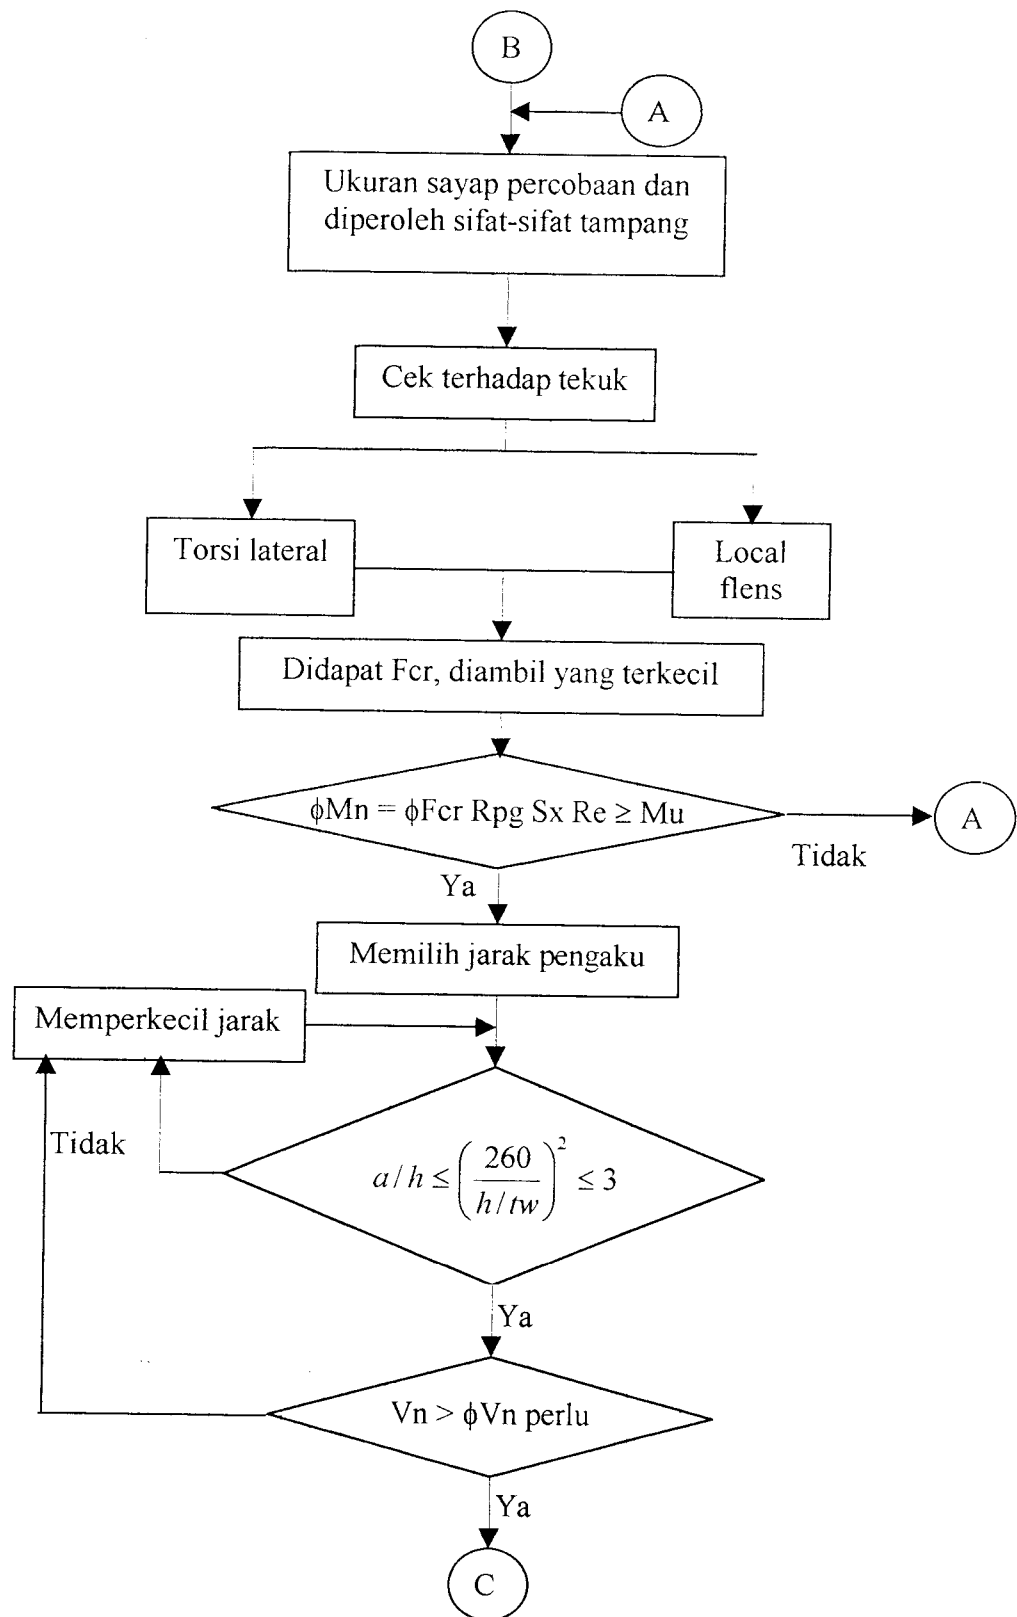 B
A
Ukuran sayap percobaan dan
diperoleh sifat-sifat tampang
Cek terhadap tekuk
Torsi lateral
Local
flens
Didapat Fcr, diambil yang terkecil
ϕMn = ϕFcr Rpg Sx Re ≥ Mu
A
Tidak
Ya
Memilih jarak pengaku
Memperkecil jarak
Tidak
a/h ≤ (260 / (h/tw))² ≤ 3
Ya
Vn > ϕVn perlu
Ya
C